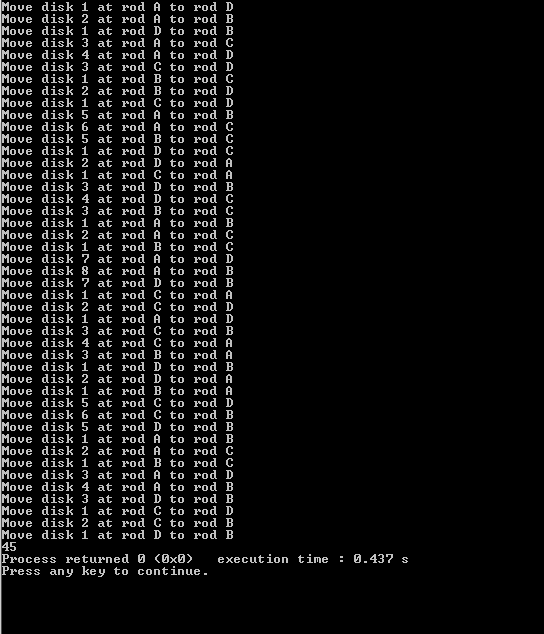 Move disk 1 at rod A to rod D
Move disk 2 at rod A to rod B
Move disk 1 at rod D to rod B
Move disk 3 at rod A to rod C
Move disk 4 at rod A to rod D
Move disk 3 at rod C to rod D
Move disk 1 at rod B to rod C
Move disk 2 at rod B to rod D
Move disk 1 at rod C to rod D
Move disk 5 at rod A to rod B
Move disk 6 at rod A to rod C
Move disk 5 at rod B to rod C
Move disk 1 at rod D to rod C
Move disk 2 at rod D to rod A
Move disk 1 at rod C to rod A
Move disk 3 at rod D to rod B
Move disk 4 at rod D to rod C
Move disk 3 at rod B to rod C
Move disk 1 at rod A to rod B
Move disk 2 at rod A to rod C
Move disk 1 at rod B to rod C
Move disk 7 at rod A to rod D
Move disk 8 at rod A to rod B
Move disk 7 at rod D to rod B
Move disk 1 at rod C to rod A
Move disk 2 at rod C to rod D
Move disk 1 at rod A to rod D
Move disk 3 at rod C to rod B
Move disk 4 at rod C to rod A
Move disk 3 at rod B to rod A
Move disk 1 at rod D to rod B
Move disk 2 at rod D to rod A
Move disk 1 at rod B to rod A
Move disk 5 at rod C to rod D
Move disk 6 at rod C to rod B
Move disk 5 at rod D to rod B
Move disk 1 at rod A to rod B
Move disk 2 at rod A to rod C
Move disk 1 at rod B to rod C
Move disk 3 at rod A to rod D
Move disk 4 at rod A to rod B
Move disk 3 at rod D to rod B
Move disk 1 at rod C to rod D
Move disk 2 at rod C to rod B
Move disk 1 at rod D to rod B
45
Process returned 0 (0x0)   execution time : 0.437 s
Press any key to continue.